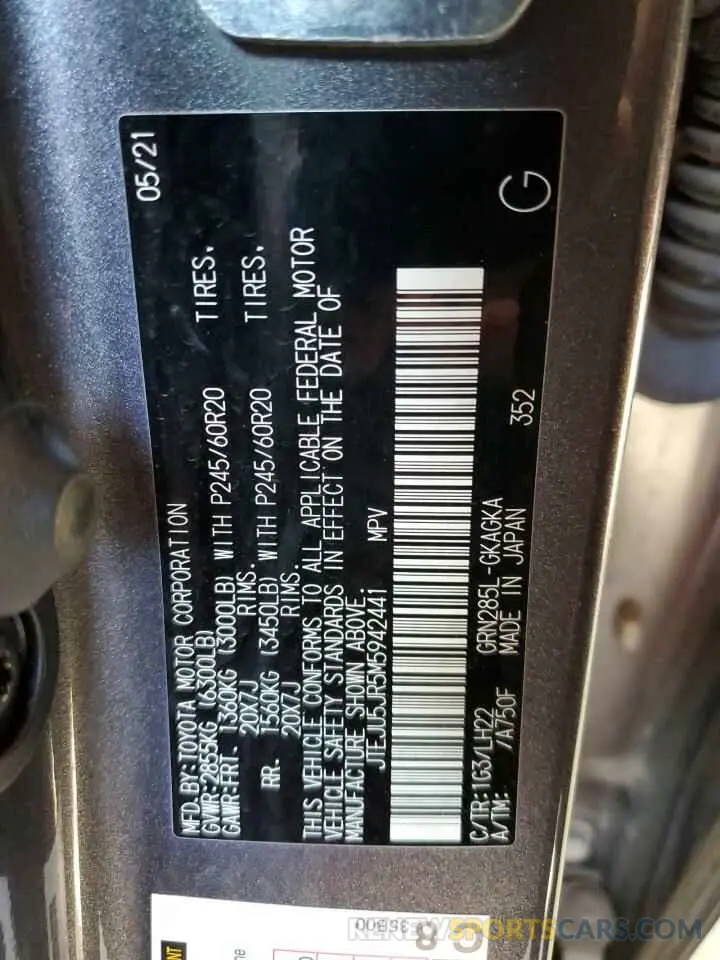 05/21
MFD.BY:TOYOTA MOTOR CORPORATION
GVWR:2855KG (6300LB)
GAWR:FRT. 1360KG (3000LB) WITH P245/60R20 TIRES,
20X7J RIMS.
RR. 1560KG (3450LB) WITH P245/60R20 TIRES,
20X7J RIMS.
THIS VEHICLE CONFORMS TO ALL APPLICABLE FEDERAL MOTOR
VEHICLE SAFETY STANDARDS IN EFFECT ON THE DATE OF
MANUFACTURE SHOWN ABOVE.
JTEJU5JR5M5942441 MPV
C/TR:1G3/LH22 GRN285L-GKAGKA 352
A/TM: /A750F MADE IN JAPAN
G
35800
G8
RENEWSPORTSCARS.COM